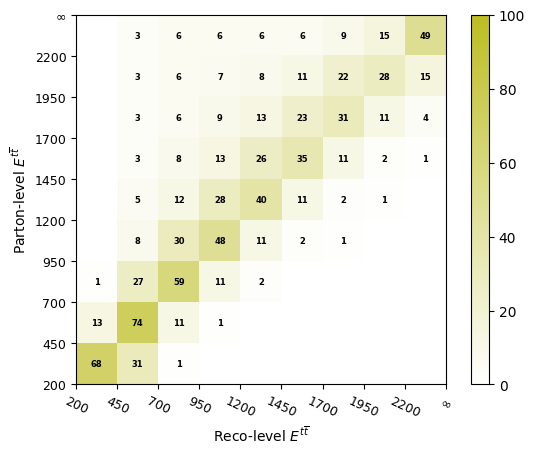 ∞
3 6 6 6 6 9 15 49
100
2200
3 6 7 8 11 22 28 15
1950
80
3 6 9 13 23 31 11 4
1700
3 8 13 26 35 11 2 1
60
1450
5 12 28 40 11 2 1
1200
8 30 48 11 2 1
40
950
1 27 59 11 2
700
13 74 11 1
20
450
68 31 1
200
0
Parton-level E^{tt̅}
200 450 700 950 1200 1450 1700 1950 2200 ∞
Reco-level E^{tt̅}